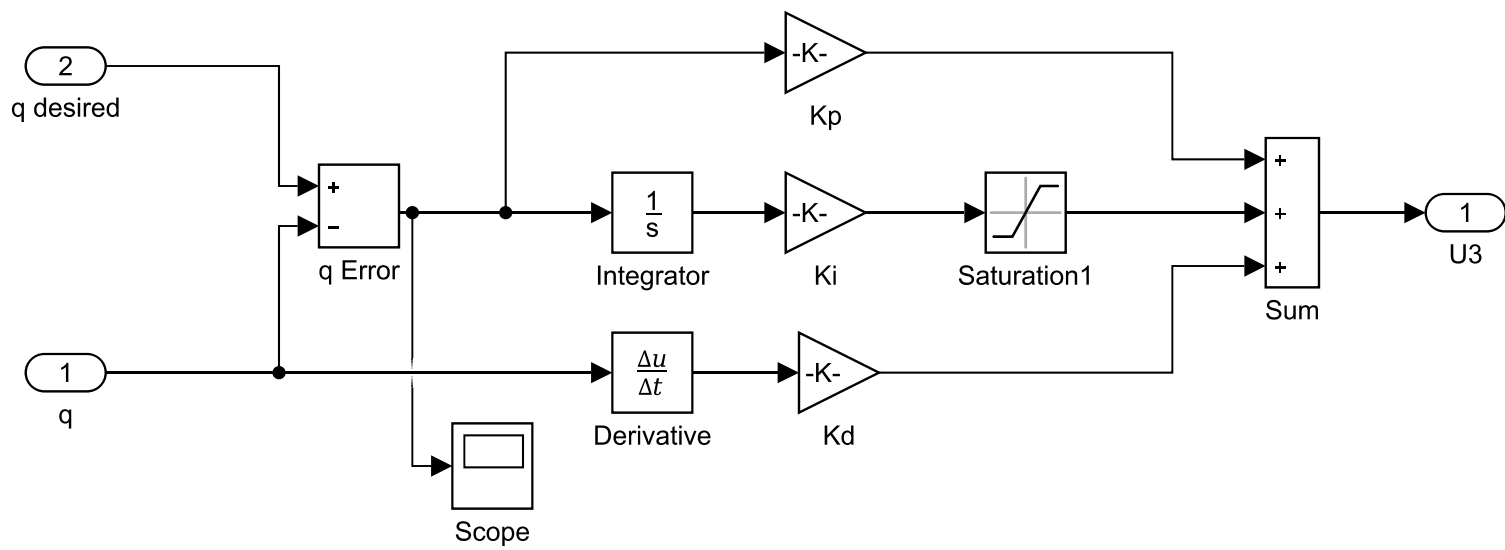 2
q desired
-K-
Kp
+
−
q Error
1
s
Integrator
-K-
Ki
Saturation1
+
+
+
Sum
1
U3
1
q
Δu
Δt
Derivative
-K-
Kd
Scope